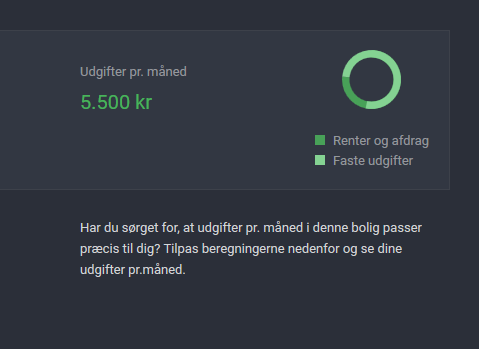 Udgifter pr. måned
5.500 kr
Renter og afdrag
Faste udgifter
Har du sørget for, at udgifter pr. måned i denne bolig passer
præcis til dig? Tilpas beregningerne nedenfor og se dine
udgifter pr.måned.